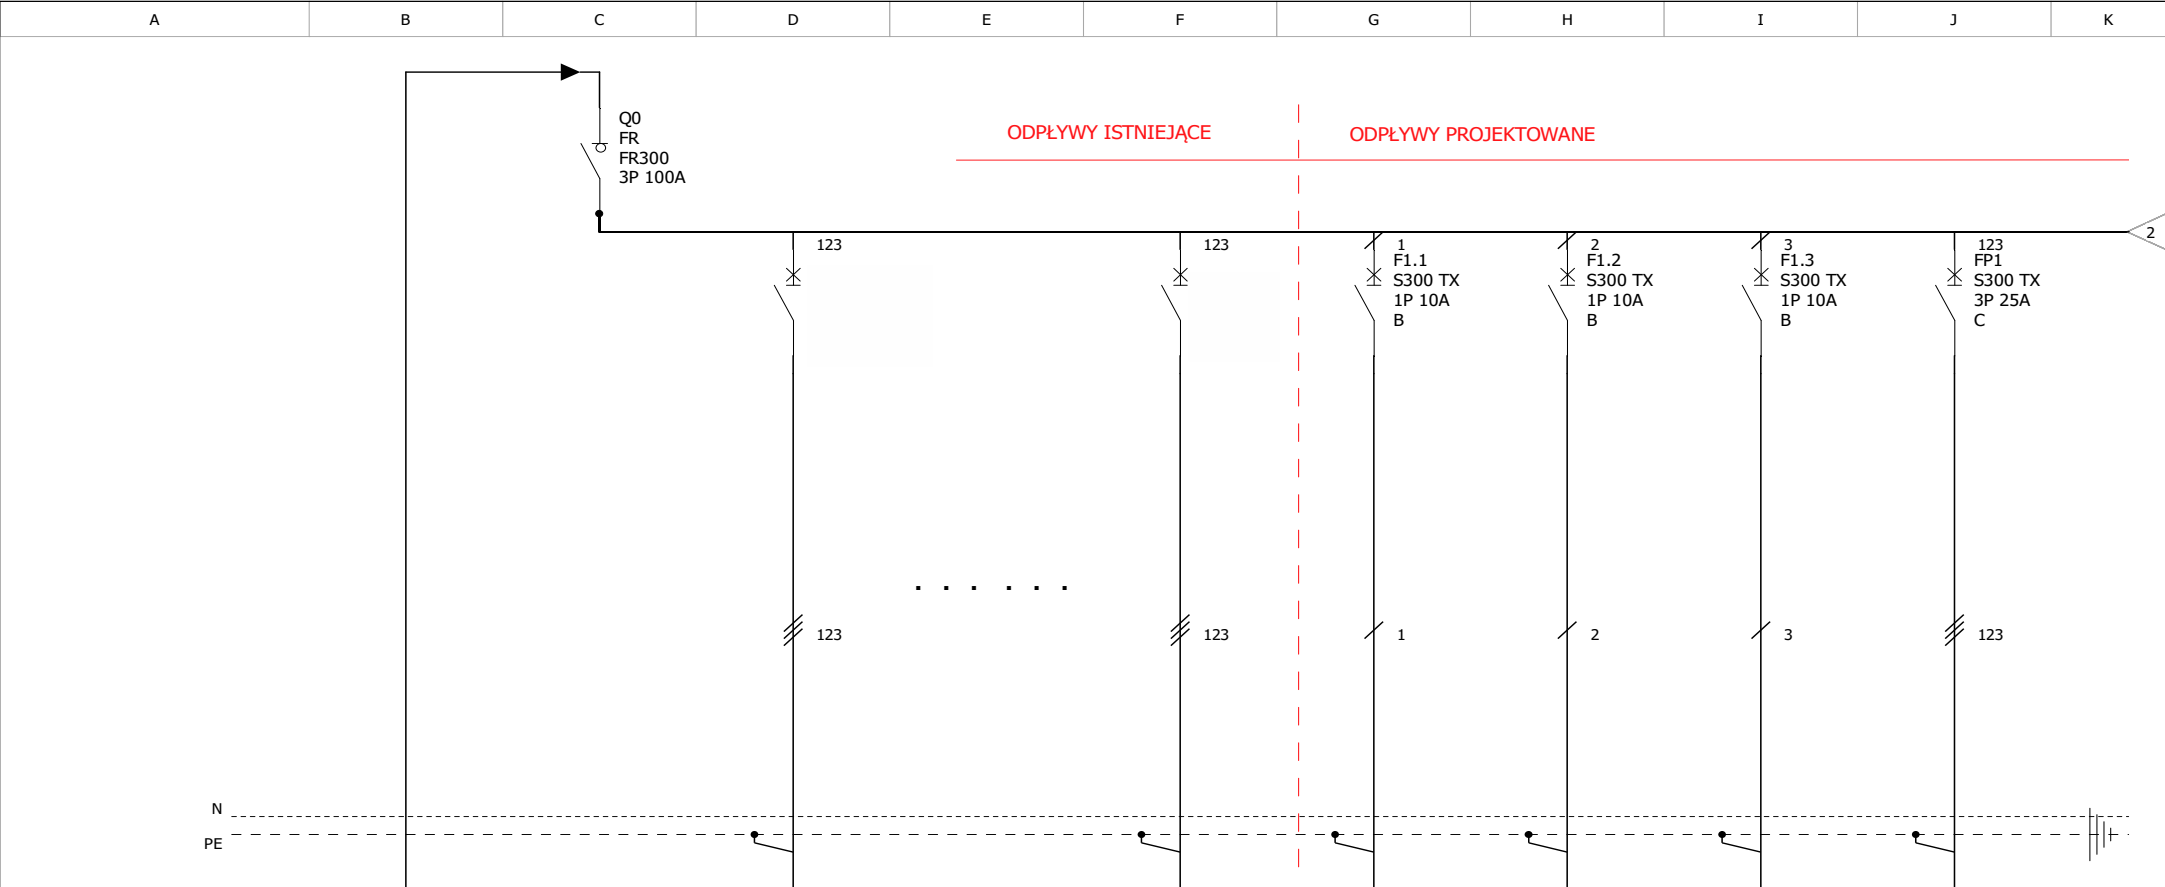 A B C D E F G H I J K
Q0
FR
FR300
3P 100A
ODPŁYWY ISTNIEJĄCE
ODPŁYWY PROJEKTOWANE
2
123
123
1
F1.1
S300 TX
1P 10A
B
2
F1.2
S300 TX
1P 10A
B
3
F1.3
S300 TX
1P 10A
B
123
FP1
S300 TX
3P 25A
C
123
123
1
2
3
123
N
PE